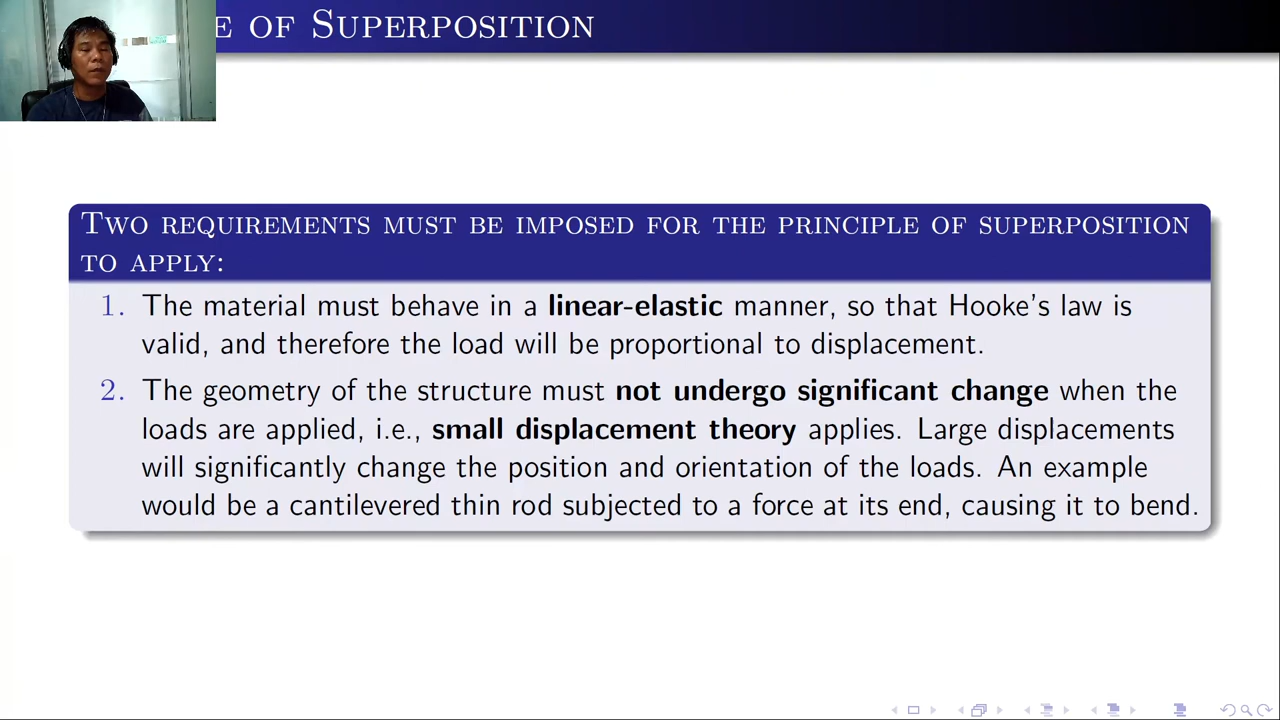 E OF SUPERPOSITION
TWO REQUIREMENTS MUST BE IMPOSED FOR THE PRINCIPLE OF SUPERPOSITION
TO APPLY:
1. The material must behave in a linear-elastic manner, so that Hooke's law is
valid, and therefore the load will be proportional to displacement.
2. The geometry of the structure must not undergo significant change when the
loads are applied, i.e., small displacement theory applies. Large displacements
will significantly change the position and orientation of the loads. An example
would be a cantilevered thin rod subjected to a force at its end, causing it to bend.